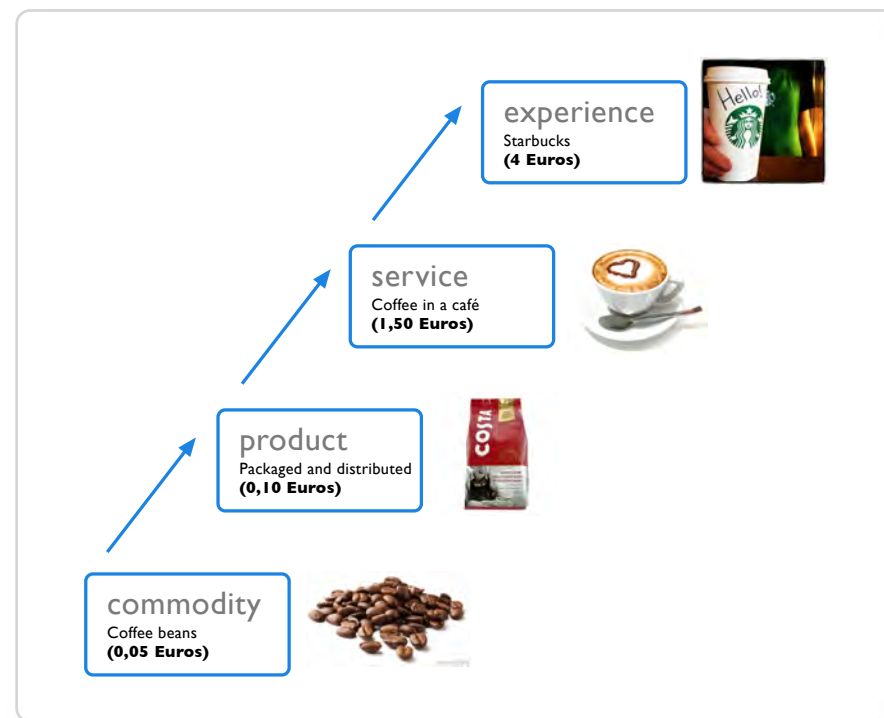 experience
Starbucks
(4 Euros)
Hello!
service
Coffee in a café
(1,50 Euros)
product
Packaged and distributed
(0,10 Euros)
COSTA
commodity
Coffee beans
(0,05 Euros)